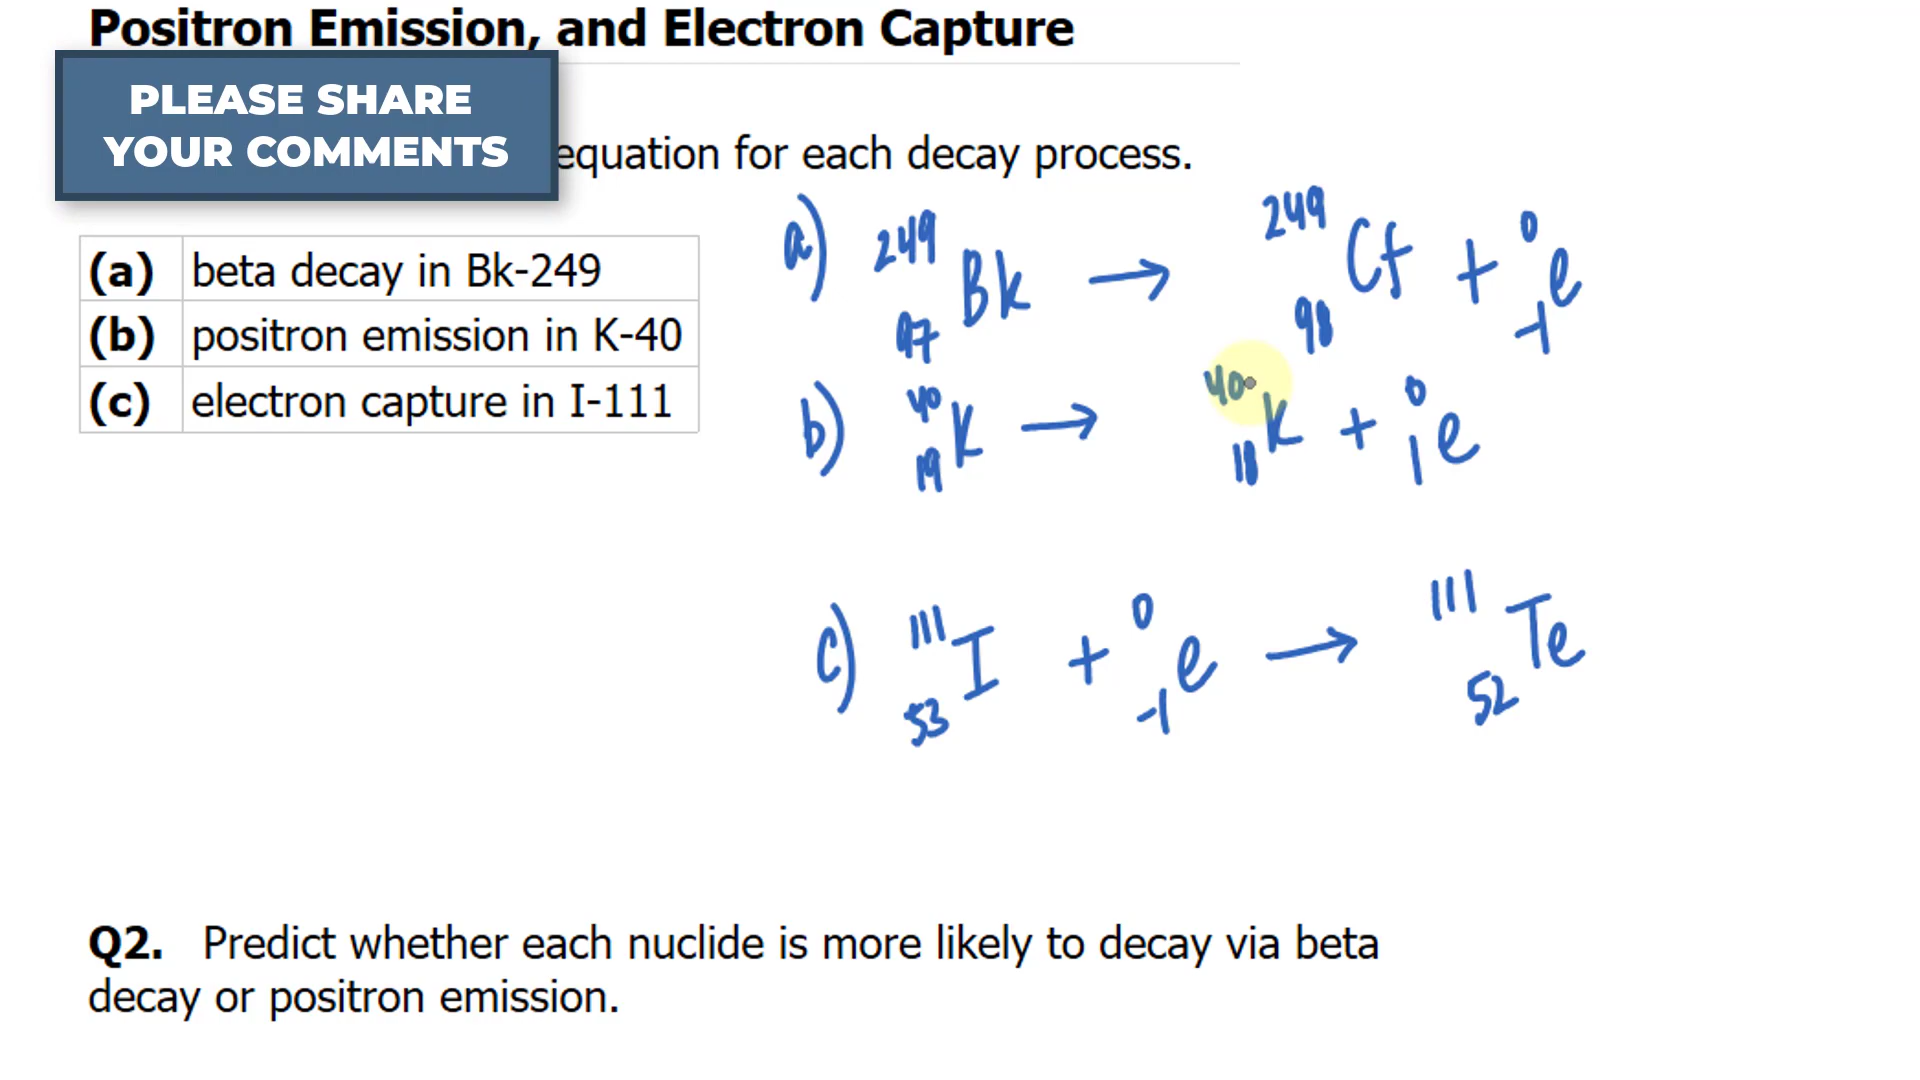 Positron Emission, and Electron Capture
PLEASE SHARE
YOUR COMMENTS
equation for each decay process.
(a) beta decay in Bk-249
(b) positron emission in K-40
(c) electron capture in I-111
a) 249 97 Bk → 249 98 Cf + 0 -1 e
b) 40 19 K → 40 18 K + 0 1 e
c) 111 53 I + 0 -1 e → 111 52 Te
Q2. Predict whether each nuclide is more likely to decay via beta
decay or positron emission.